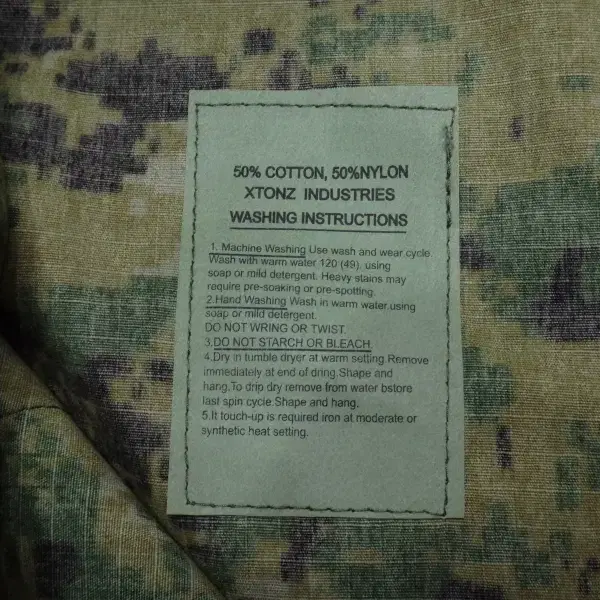 50% COTTON, 50%NYLON
XTONZ INDUSTRIES
WASHING INSTRUCTIONS
1. Machine Washing Use wash and wear cycle.
Wash with warm water 120 (49). using
soap or mild detergent. Heavy stains may
require pre-soaking or pre-spotting.
2.Hand Washing Wash in warm water.using
soap or mild detergent.
DO NOT WRING OR TWIST.
3.DO NOT STARCH OR BLEACH.
4.Dry in tumble dryer at warm setting.Remove
immediately at end of dring.Shape and
hang.To drip dry remove from water bstore
last spin cycle.Shape and hang.
5.It touch-up is required iron at moderate or
synthetic heat setting.